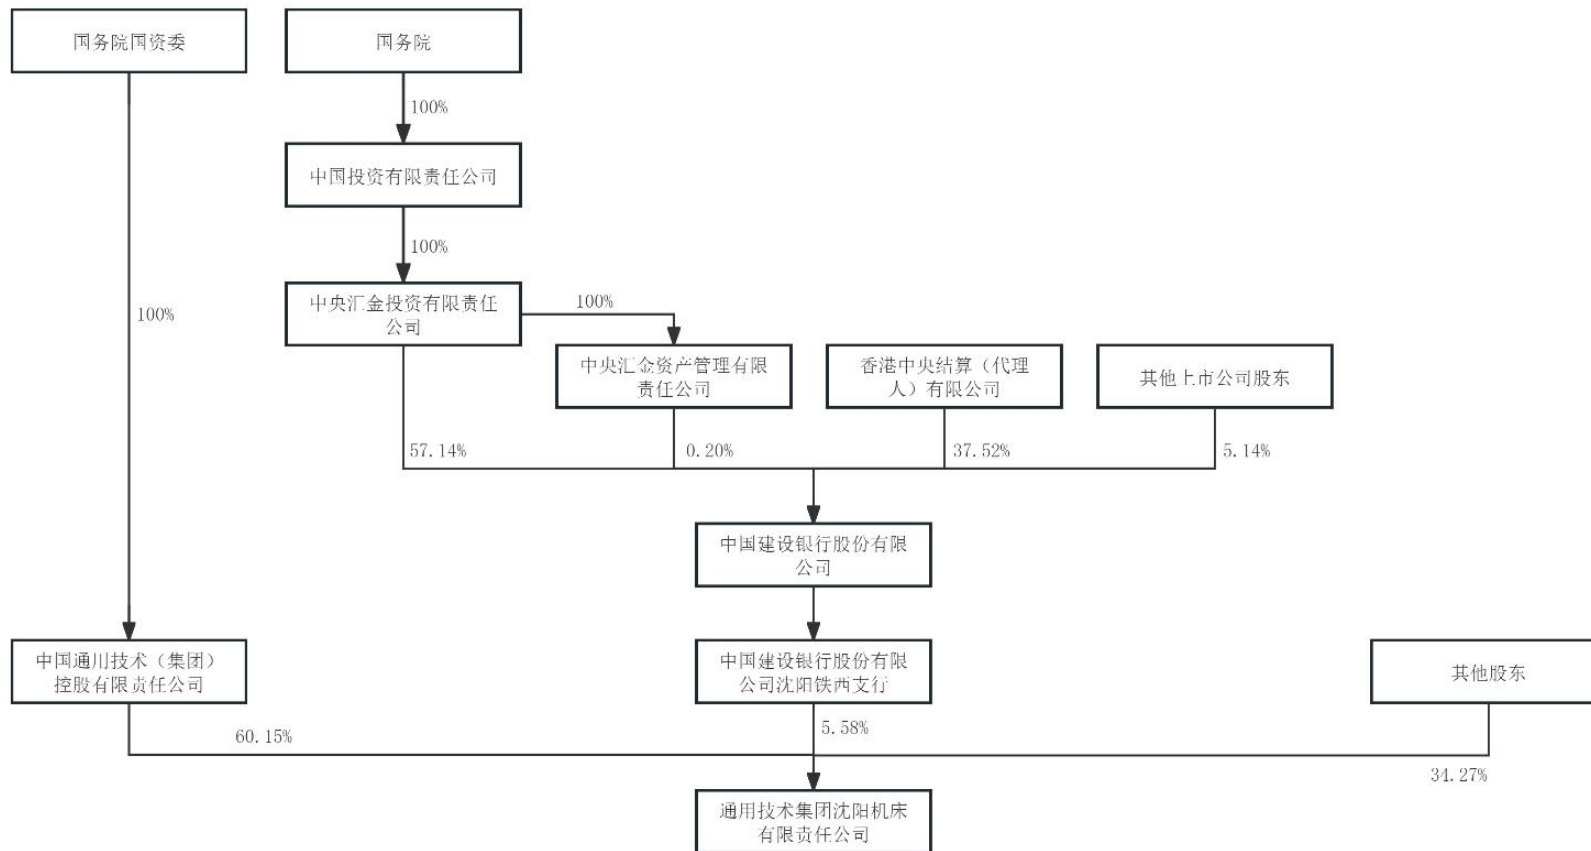 国务院国资委
国务院
100%
中国投资有限责任公司
100%
中央汇金投资有限责任
公司
100%
100%
中央汇金资产管理有限
责任公司
香港中央结算（代理
人）有限公司
其他上市公司股东
57.14%
0.20%
37.52%
5.14%
中国建设银行股份有限
公司
中国通用技术（集团）
控股有限责任公司
中国建设银行股份有限
公司沈阳铁西支行
其他股东
60.15%
5.58%
34.27%
通用技术集团沈阳机床
有限责任公司